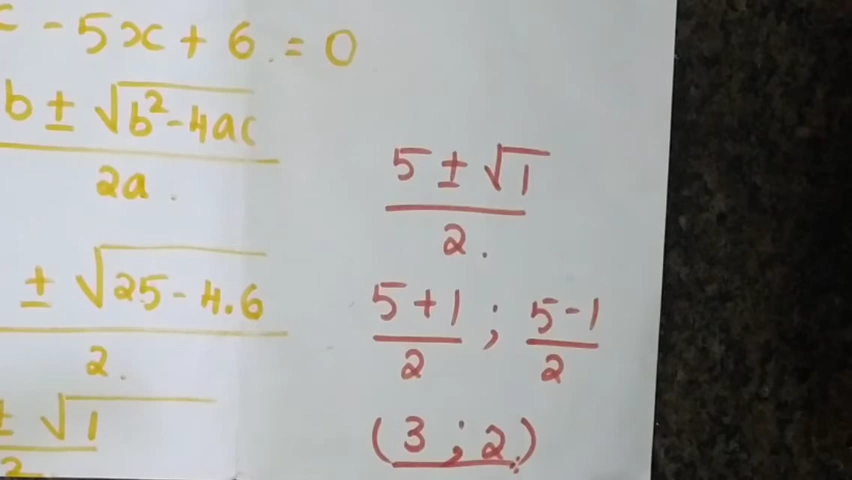 - 5x + 6 = 0
b ± √b²-4ac
2a
± √25 - 4.6
2
± √1
2
5 ± √1
2
5+1 ; 5-1
2 2
(3 ; 2)